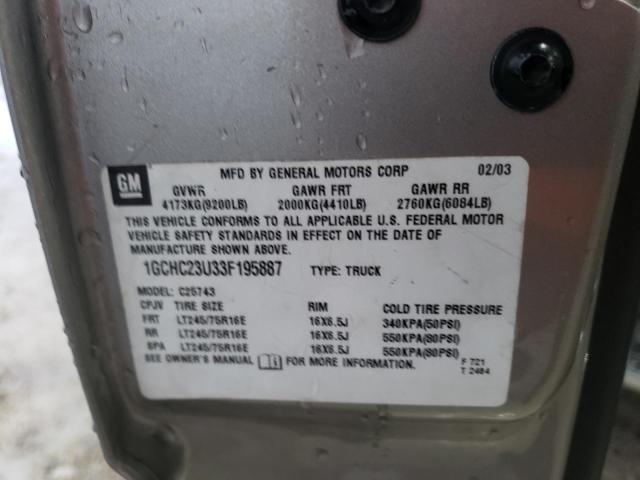 GM
MFD BY GENERAL MOTORS CORP 02/03
GVWR GAWR FRT GAWR RR
4173KG(9200LB) 2000KG(4410LB) 2760KG(6084LB)
THIS VEHICLE CONFORMS TO ALL APPLICABLE U.S. FEDERAL MOTOR
VEHICLE SAFETY STANDARDS IN EFFECT ON THE DATE OF
MANUFACTURE SHOWN ABOVE.
1GCHC23U33F195887 TYPE: TRUCK
MODEL: C25743
CPJV TIRE SIZE RIM COLD TIRE PRESSURE
FRT LT245/75R16E 16X6.5J 340KPA(50PSI)
RR LT245/75R16E 16X6.5J 550KPA(80PSI)
SPA LT245/75R16E 16X6.5J 550KPA(80PSI)
SEE OWNER'S MANUAL i FOR MORE INFORMATION. F 721
T 2484